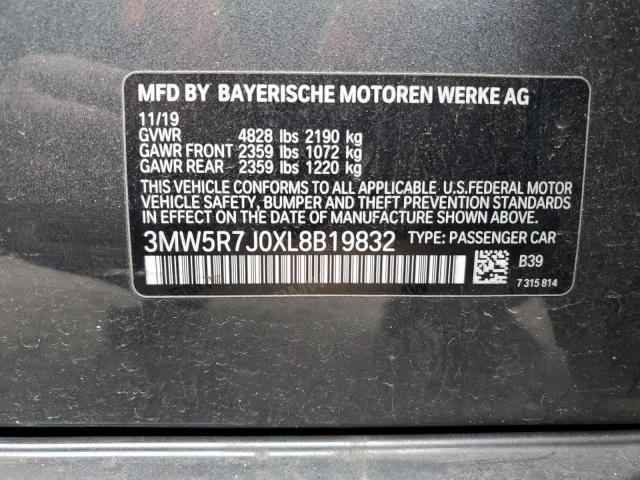 MFD BY BAYERISCHE MOTOREN WERKE AG
11/19
GVWR 4828 lbs 2190 kg
GAWR FRONT 2359 lbs 1072 kg
GAWR REAR 2359 lbs 1220 kg
THIS VEHICLE CONFORMS TO ALL APPLICABLE U.S.FEDERAL MOTOR
VEHICLE SAFETY, BUMPER AND THEFT PREVENTION STANDARDS
IN EFFECT ON THE DATE OF MANUFACTURE SHOWN ABOVE.
3MW5R7J0XL8B19832 TYPE: PASSENGER CAR
B39
7 315 814